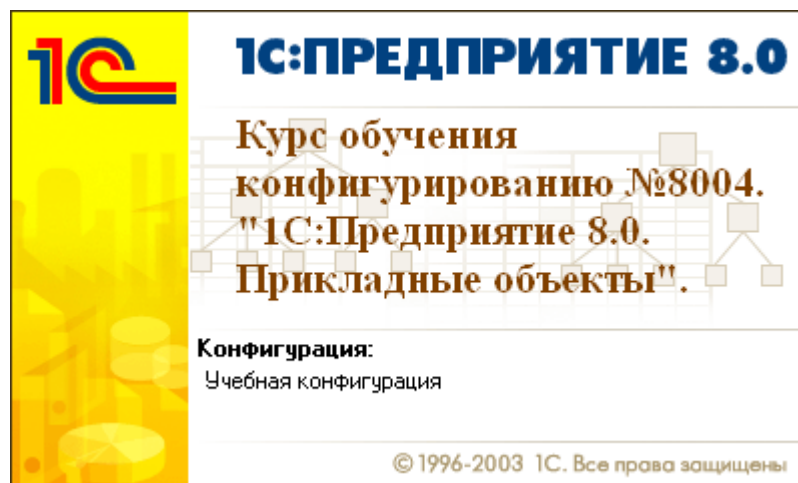 1С
1С:ПРЕДПРИЯТИЕ 8.0
Курс обучения
конфигурированию №8004.
"1С:Предприятие 8.0.
Прикладные объекты".
Конфигурация:
Учебная конфигурация
© 1996-2003 1С. Все права защищены